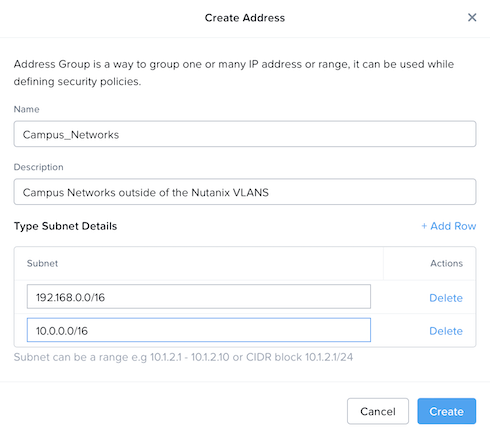 Create Address
Address Group is a way to group one or many IP address or range, it can be used while
defining security policies.
Name
Campus_Networks
Description
Campus Networks outside of the Nutanix VLANS
Type Subnet Details
+ Add Row
Subnet
Actions
192.168.0.0/16
Delete
10.0.0.0/16
Delete
Subnet can be a range e.g 10.1.2.1 - 10.1.2.10 or CIDR block 10.1.2.1/24
Cancel
Create